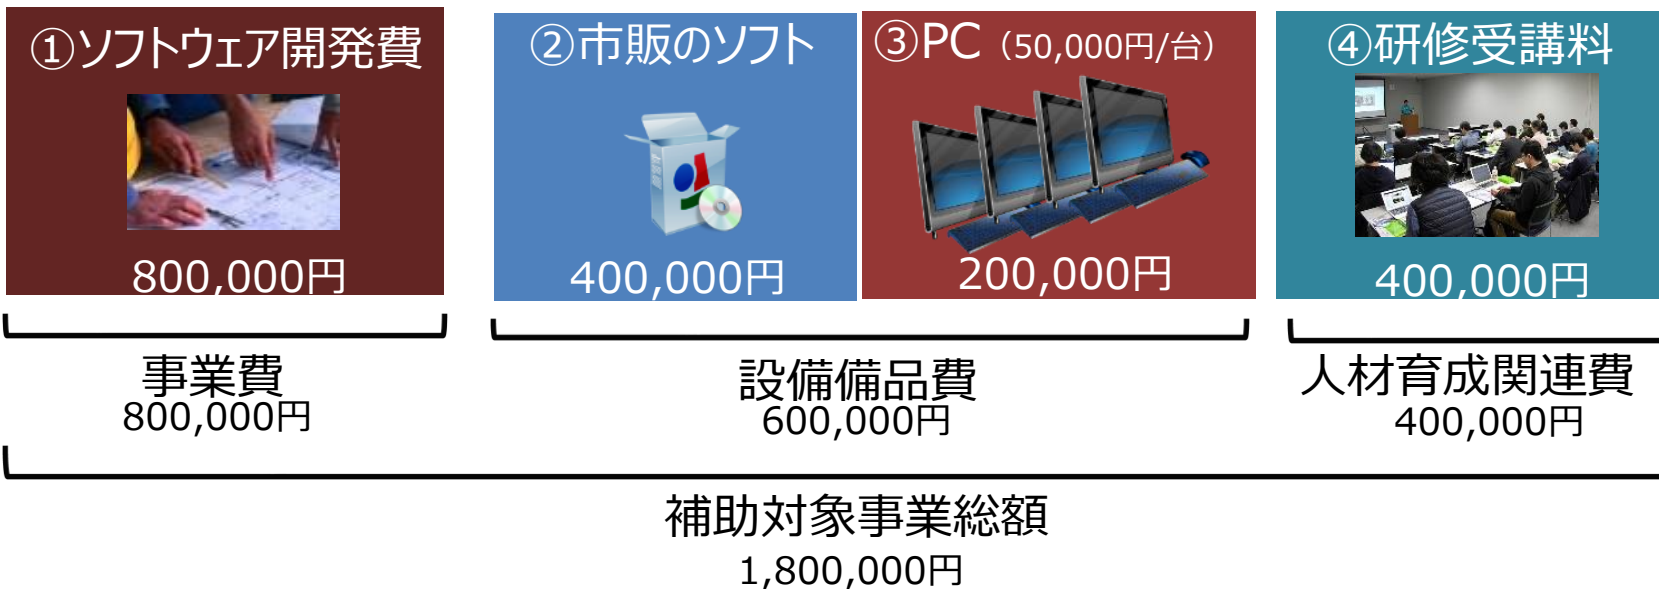 ①ソフトウェア開発費
800,000円
②市販のソフト
400,000円
③PC（50,000円/台）
200,000円
④研修受講料
400,000円
事業費
800,000円
設備備品費
600,000円
人材育成関連費
400,000円
補助対象事業総額
1,800,000円